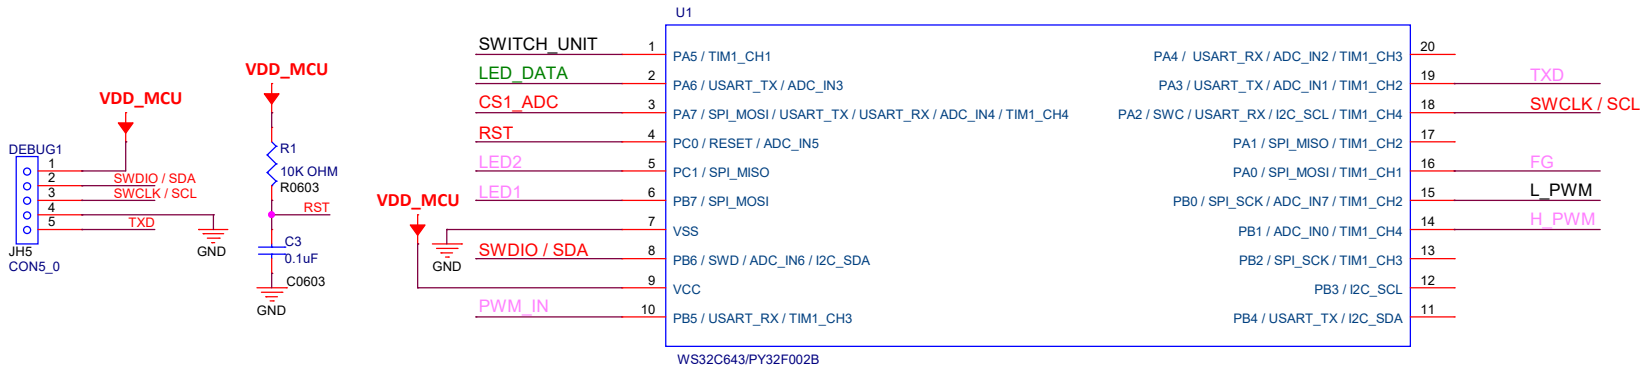 VDD_MCU
DEBUG1
1
2
3
4
5
SWDIO / SDA
SWCLK / SCL
TXD
GND
JH5
CON5_0
VDD_MCU
R1
10K OHM
R0603
RST
C3
0.1uF
C0603
GND
VDD_MCU
GND
U1
SWITCH_UNIT 1 PA5 / TIM1_CH1
LED_DATA 2 PA6 / USART_TX / ADC_IN3
CS1_ADC 3 PA7 / SPI_MOSI / USART_TX / USART_RX / ADC_IN4 / TIM1_CH4
RST 4 PC0 / RESET / ADC_IN5
LED2 5 PC1 / SPI_MISO
LED1 6 PB7 / SPI_MOSI
7 VSS
SWDIO / SDA 8 PB6 / SWD / ADC_IN6 / I2C_SDA
9 VCC
PWM_IN 10 PB5 / USART_RX / TIM1_CH3
PA4 / USART_RX / ADC_IN2 / TIM1_CH3 20
PA3 / USART_TX / ADC_IN1 / TIM1_CH2 19 TXD
PA2 / SWC / USART_RX / I2C_SCL / TIM1_CH4 18 SWCLK / SCL
PA1 / SPI_MISO / TIM1_CH2 17
PA0 / SPI_MOSI / TIM1_CH1 16 FG
PB0 / SPI_SCK / ADC_IN7 / TIM1_CH2 15 L_PWM
PB1 / ADC_IN0 / TIM1_CH4 14 H_PWM
PB2 / SPI_SCK / TIM1_CH3 13
PB3 / I2C_SCL 12
PB4 / USART_TX / I2C_SDA 11
WS32C643/PY32F002B